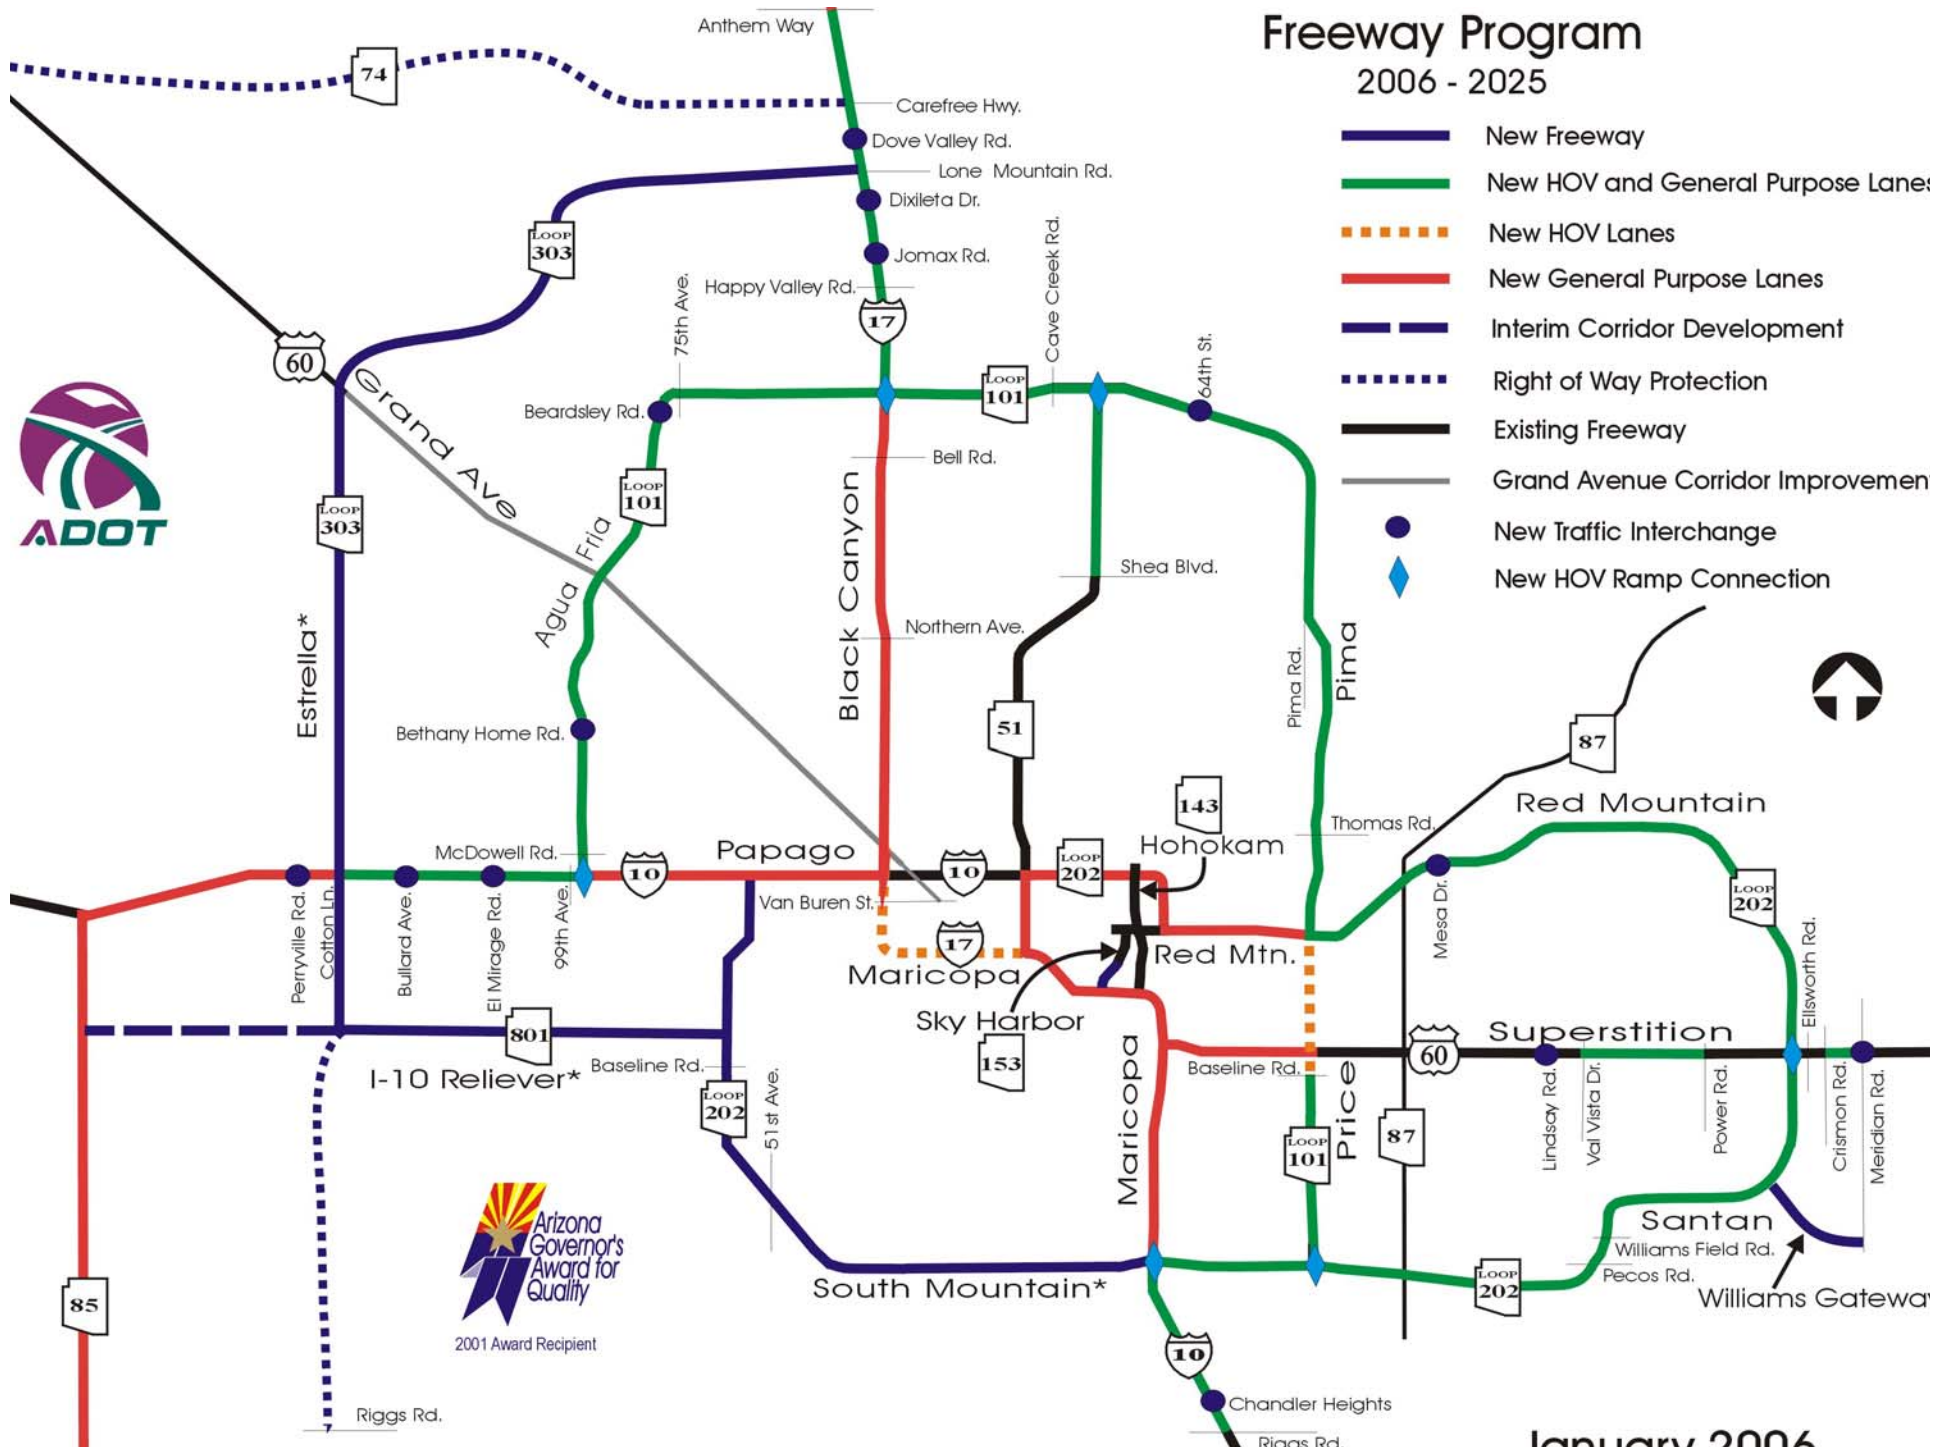 Freeway Program
2006 - 2025
New Freeway
New HOV and General Purpose Lanes
New HOV Lanes
New General Purpose Lanes
Interim Corridor Development
Right of Way Protection
Existing Freeway
Grand Avenue Corridor Improvemen
New Traffic Interchange
New HOV Ramp Connection
Anthem Way
74
Carefree Hwy.
Dove Valley Rd.
Lone Mountain Rd.
Dixileta Dr.
LOOP
303
Jomax Rd.
Happy Valley Rd.
17
75th Ave.
Cave Creek Rd.
64th St.
60
Grand Ave
LOOP
101
Beardsley Rd.
Bell Rd.
LOOP
101
LOOP
303
ADOT
Agua Fria
Black Canyon
Shea Blvd.
Northern Ave.
Estrella*
Pima Rd.
Pima
51
87
Bethany Home Rd.
143
Hohokam
Red Mountain
Thomas Rd.
McDowell Rd.
Papago
10
10
LOOP
202
LOOP
202
Van Buren St.
Perryville Rd.
Cotton Ln.
Bullard Ave.
El Mirage Rd.
99th Ave.
17
Maricopa
Red Mtn.
Mesa Dr.
Ellsworth Rd.
Sky Harbor
153
801
I-10 Reliever*
Baseline Rd.
Baseline Rd.
60
Superstition
LOOP
202
51st Ave.
Maricopa
Price
LOOP
101
87
Lindsay Rd.
Val Vista Dr.
Power Rd.
Crismon Rd.
Meridian Rd.
Arizona
Governor's
Award for
Quality
2001 Award Recipient
85
South Mountain*
Santan
Williams Field Rd.
Pecos Rd.
LOOP
202
Williams Gateway
10
Chandler Heights
Riggs Rd.
Riggs Rd.
January 2006